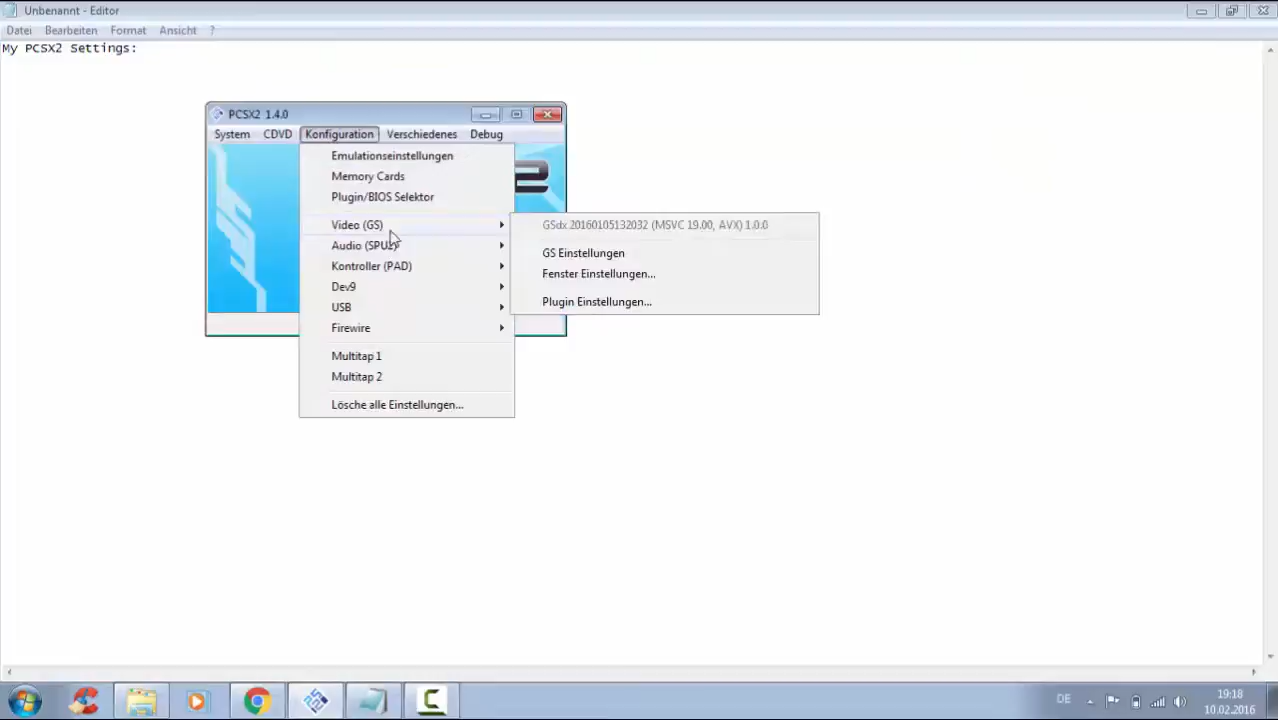 Unbenannt - Editor
Datei Bearbeiten Format Ansicht ?
My PCSX2 Settings:
PCSX2 1.4.0
System CDVD Konfiguration Verschiedenes Debug
Emulationseinstellungen
Memory Cards
Plugin/BIOS Selektor
Video (GS)
Audio (SPU2)
Kontroller (PAD)
Dev9
USB
Firewire
Multitap 1
Multitap 2
Lösche alle Einstellungen...
GSdx 20160105132032 (MSVC 19.00, AVX) 1.0.0
GS Einstellungen
Fenster Einstellungen...
Plugin Einstellungen...
2
DE
19:18
10.02.2016